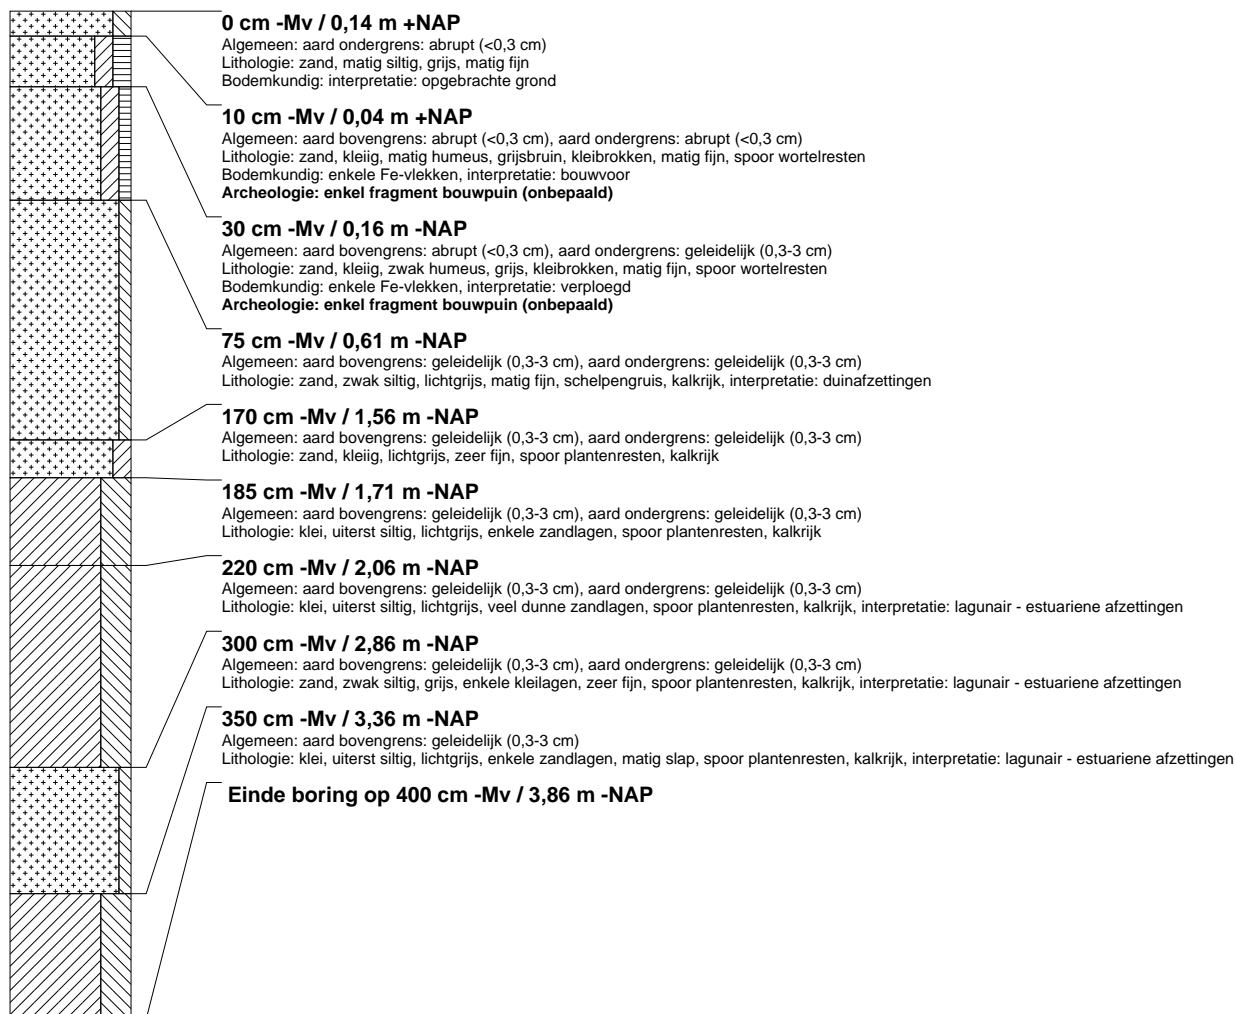 0 cm -Mv / 0,14 m +NAP
Algemeen: aard ondergrens: abrupt (<0,3 cm)
Lithologie: zand, matig siltig, grijs, matig fijn
Bodemkundig: interpretatie: opgebrachte grond
10 cm -Mv / 0,04 m +NAP
Algemeen: aard bovengrens: abrupt (<0,3 cm), aard ondergrens: abrupt (<0,3 cm)
Lithologie: zand, kleiig, matig humeus, grijsbruin, kleibrokken, matig fijn, spoor wortelresten
Bodemkundig: enkele Fe-vlekken, interpretatie: bouwvoor
Archeologie: enkel fragment bouwpuin (onbepaald)
30 cm -Mv / 0,16 m -NAP
Algemeen: aard bovengrens: abrupt (<0,3 cm), aard ondergrens: geleidelijk (0,3-3 cm)
Lithologie: zand, kleiig, zwak humeus, grijs, kleibrokken, matig fijn, spoor wortelresten
Bodemkundig: enkele Fe-vlekken, interpretatie: verploegd
Archeologie: enkel fragment bouwpuin (onbepaald)
75 cm -Mv / 0,61 m -NAP
Algemeen: aard bovengrens: geleidelijk (0,3-3 cm), aard ondergrens: geleidelijk (0,3-3 cm)
Lithologie: zand, zwak siltig, lichtgrijs, matig fijn, schelpengruis, kalkrijk, interpretatie: duinafzettingen
170 cm -Mv / 1,56 m -NAP
Algemeen: aard bovengrens: geleidelijk (0,3-3 cm), aard ondergrens: geleidelijk (0,3-3 cm)
Lithologie: zand, kleiig, lichtgrijs, zeer fijn, spoor plantenresten, kalkrijk
185 cm -Mv / 1,71 m -NAP
Algemeen: aard bovengrens: geleidelijk (0,3-3 cm), aard ondergrens: geleidelijk (0,3-3 cm)
Lithologie: klei, uiterst siltig, lichtgrijs, enkele zandlagen, spoor plantenresten, kalkrijk
220 cm -Mv / 2,06 m -NAP
Algemeen: aard bovengrens: geleidelijk (0,3-3 cm), aard ondergrens: geleidelijk (0,3-3 cm)
Lithologie: klei, uiterst siltig, lichtgrijs, veel dunne zandlagen, spoor plantenresten, kalkrijk, interpretatie: lagunair - estuariene afzettingen
300 cm -Mv / 2,86 m -NAP
Algemeen: aard bovengrens: geleidelijk (0,3-3 cm), aard ondergrens: geleidelijk (0,3-3 cm)
Lithologie: zand, zwak siltig, grijs, enkele kleilagen, zeer fijn, spoor plantenresten, kalkrijk, interpretatie: lagunair - estuariene afzettingen
350 cm -Mv / 3,36 m -NAP
Algemeen: aard bovengrens: geleidelijk (0,3-3 cm)
Lithologie: klei, uiterst siltig, lichtgrijs, enkele zandlagen, matig slap, spoor plantenresten, kalkrijk, interpretatie: lagunair - estuariene afzettingen
Einde boring op 400 cm -Mv / 3,86 m -NAP